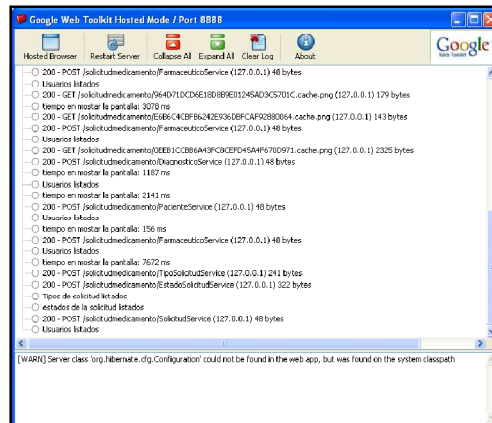 Google Web Toolkit Hosted Mode / Port 8888
Hosted Browser Restart Server Collapse All Expand All Clear Log About
Google
Web Toolkit
200 - POST /solicitudmedicamento/FarmaceuticoService (127.0.0.1) 48 bytes
Usuarios listados
200 - GET /solicitudmedicamento/964D71DCD6E18D8B9E01245AD3C5701C.cache.png (127.0.0.1) 179 bytes
tiempo en mostar la pantalla: 3078 ms
200 - GET /solicitudmedicamento/E6B6C4CBFB6242E936DBFCAF92880064.cache.png (127.0.0.1) 143 bytes
200 - POST /solicitudmedicamento/FarmaceuticoService (127.0.0.1) 48 bytes
Usuarios listados
200 - GET /solicitudmedicamento/0EEB1CCBB6A43FC8CEFD45A4F670D971.cache.png (127.0.0.1) 2325 bytes
200 - POST /solicitudmedicamento/DiagnosticoService (127.0.0.1) 48 bytes
tiempo en mostar la pantalla: 1187 ms
Usuarios listados
tiempo en mostar la pantalla: 2141 ms
200 - POST /solicitudmedicamento/PacienteService (127.0.0.1) 48 bytes
Usuarios listados
tiempo en mostar la pantalla: 156 ms
200 - POST /solicitudmedicamento/FarmaceuticoService (127.0.0.1) 48 bytes
Usuarios listados
tiempo en mostar la pantalla: 7672 ms
200 - POST /solicitudmedicamento/TipoSolicitudService (127.0.0.1) 241 bytes
200 - POST /solicitudmedicamento/EstadoSolicitudService (127.0.0.1) 322 bytes
Tipos de solicitud listados
estados de la solicitud listados
200 - POST /solicitudmedicamento/SolicitudService (127.0.0.1) 48 bytes
Usuarios listados
[WARN] Server class 'org.hibernate.cfg.Configuration' could not be found in the web app, but was found on the system classpath